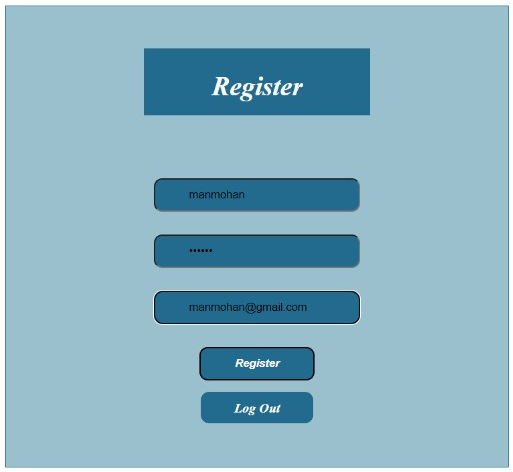 Register
manmohan
••••••
manmohan@gmail.com
Register
Log Out